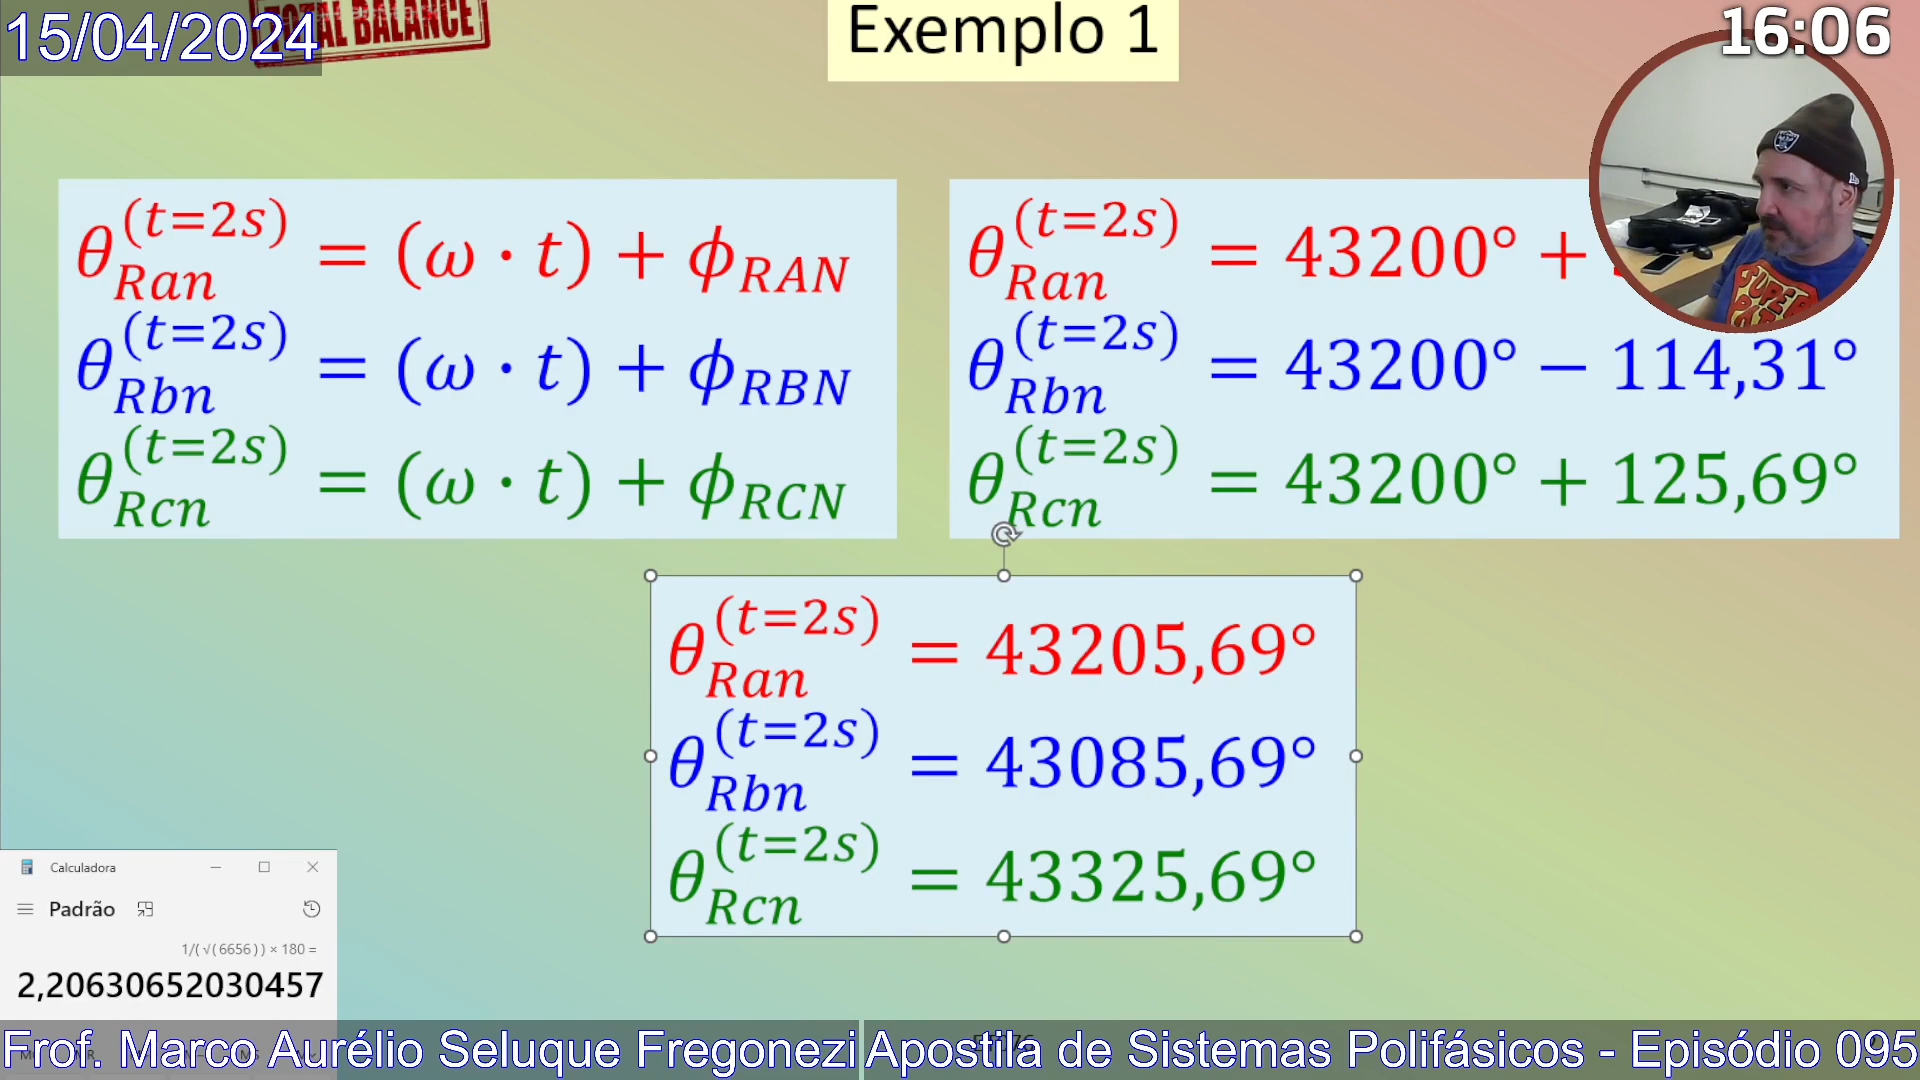 15/04/2024
TOTAL BALANCE
Exemplo 1
16:06
θ_Ran^(t=2s) = (ω · t) + ϕ_RAN
θ_Rbn^(t=2s) = (ω · t) + ϕ_RBN
θ_Rcn^(t=2s) = (ω · t) + ϕ_RCN
θ_Ran^(t=2s) = 43200° +
θ_Rbn^(t=2s) = 43200° − 114,31°
θ_Rcn^(t=2s) = 43200° + 125,69°
θ_Ran^(t=2s) = 43205,69°
θ_Rbn^(t=2s) = 43085,69°
θ_Rcn^(t=2s) = 43325,69°
Calculadora
Padrão
1/(√(6656)) × 180 =
2,20630652030457
Frof. Marco Aurélio Seluque Fregonezi
Apostila de Sistemas Polifásicos - Episódio 095